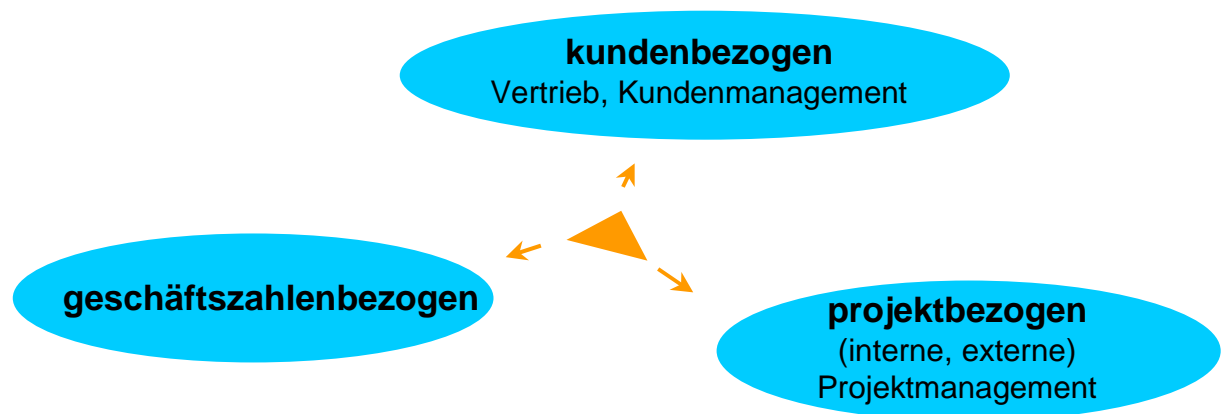 kundenbezogen
Vertrieb, Kundenmanagement
geschäftszahlenbezogen
projektbezogen
(interne, externe)
Projektmanagement